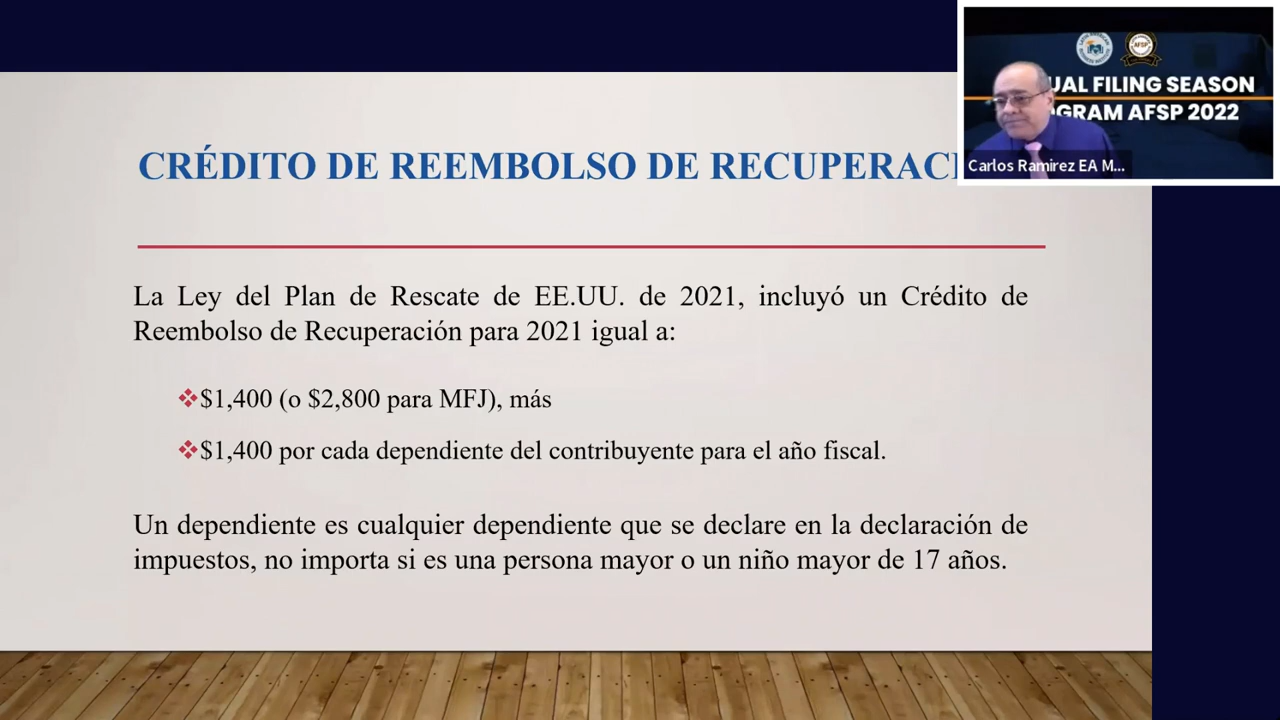 CRÉDITO DE REEMBOLSO DE
La Ley del Plan de Rescate de EE.UU. de 2021, incluyó un Crédito de
Reembolso de Recuperación para 2021 igual a:
❖$1,400 (o $2,800 para MFJ), más
❖$1,400 por cada dependiente del contribuyente para el año fiscal.
Un dependiente es cualquier dependiente que se declare en la declaración de
impuestos, no importa si es una persona mayor o un niño mayor de 17 años.
AFSP
FILING SEASON
AFSP 2022
Carlos Ramirez EA M...